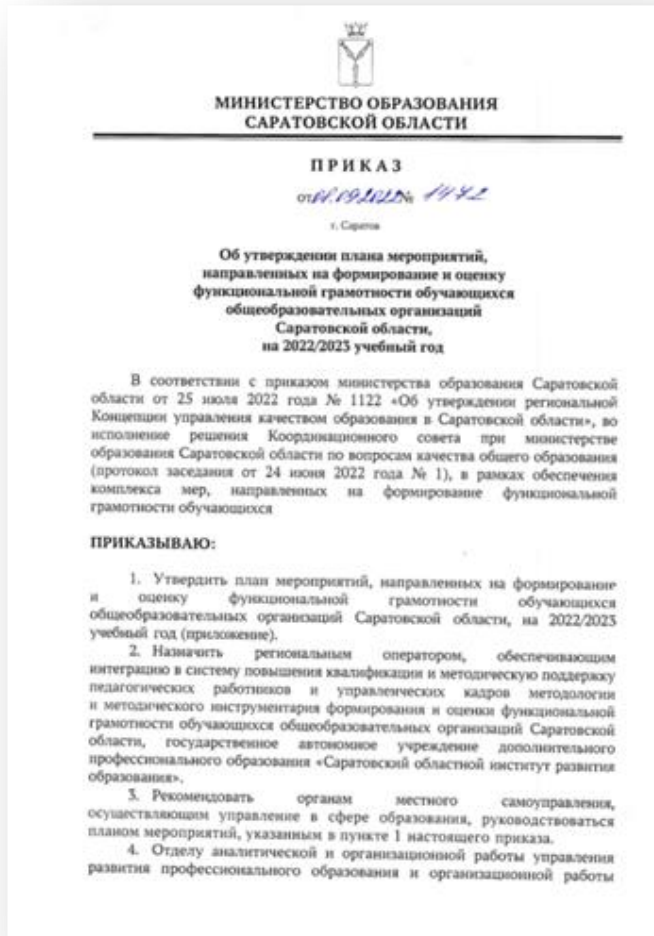 МИНИСТЕРСТВО ОБРАЗОВАНИЯ
САРАТОВСКОЙ ОБЛАСТИ
ПРИКАЗ
от 01.09.2022 № 1472
г. Саратов
Об утверждении плана мероприятий,
направленных на формирование и оценку
функциональной грамотности обучающихся
общеобразовательных организаций
Саратовской области,
на 2022/2023 учебный год
В соответствии с приказом министерства образования Саратовской
области от 25 июля 2022 года № 1122 «Об утверждении региональной
Концепции управления качеством образования в Саратовской области», во
исполнение решения Координационного совета при министерстве
образования Саратовской области по вопросам качества общего образования
(протокол заседания от 24 июня 2022 года № 1), в рамках обеспечения
комплекса мер, направленных на формирование функциональной
грамотности обучающихся
ПРИКАЗЫВАЮ:
1. Утвердить план мероприятий, направленных на формирование
и оценку функциональной грамотности обучающихся
общеобразовательных организаций Саратовской области, на 2022/2023
учебный год (приложение).
2. Назначить региональным оператором, обеспечивающим
интеграцию в систему повышения квалификации и методическую поддержку
педагогических работников и управленческих кадров методологии
и методического инструментария формирования и оценки функциональной
грамотности обучающихся общеобразовательных организаций Саратовской
области, государственное автономное учреждение дополнительного
профессионального образования «Саратовский областной институт развития
образования».
3. Рекомендовать органам местного самоуправления,
осуществляющим управление в сфере образования, руководствоваться
планом мероприятий, указанным в пункте 1 настоящего приказа.
4. Отделу аналитической и организационной работы управления
развития профессионального образования и организационной работы